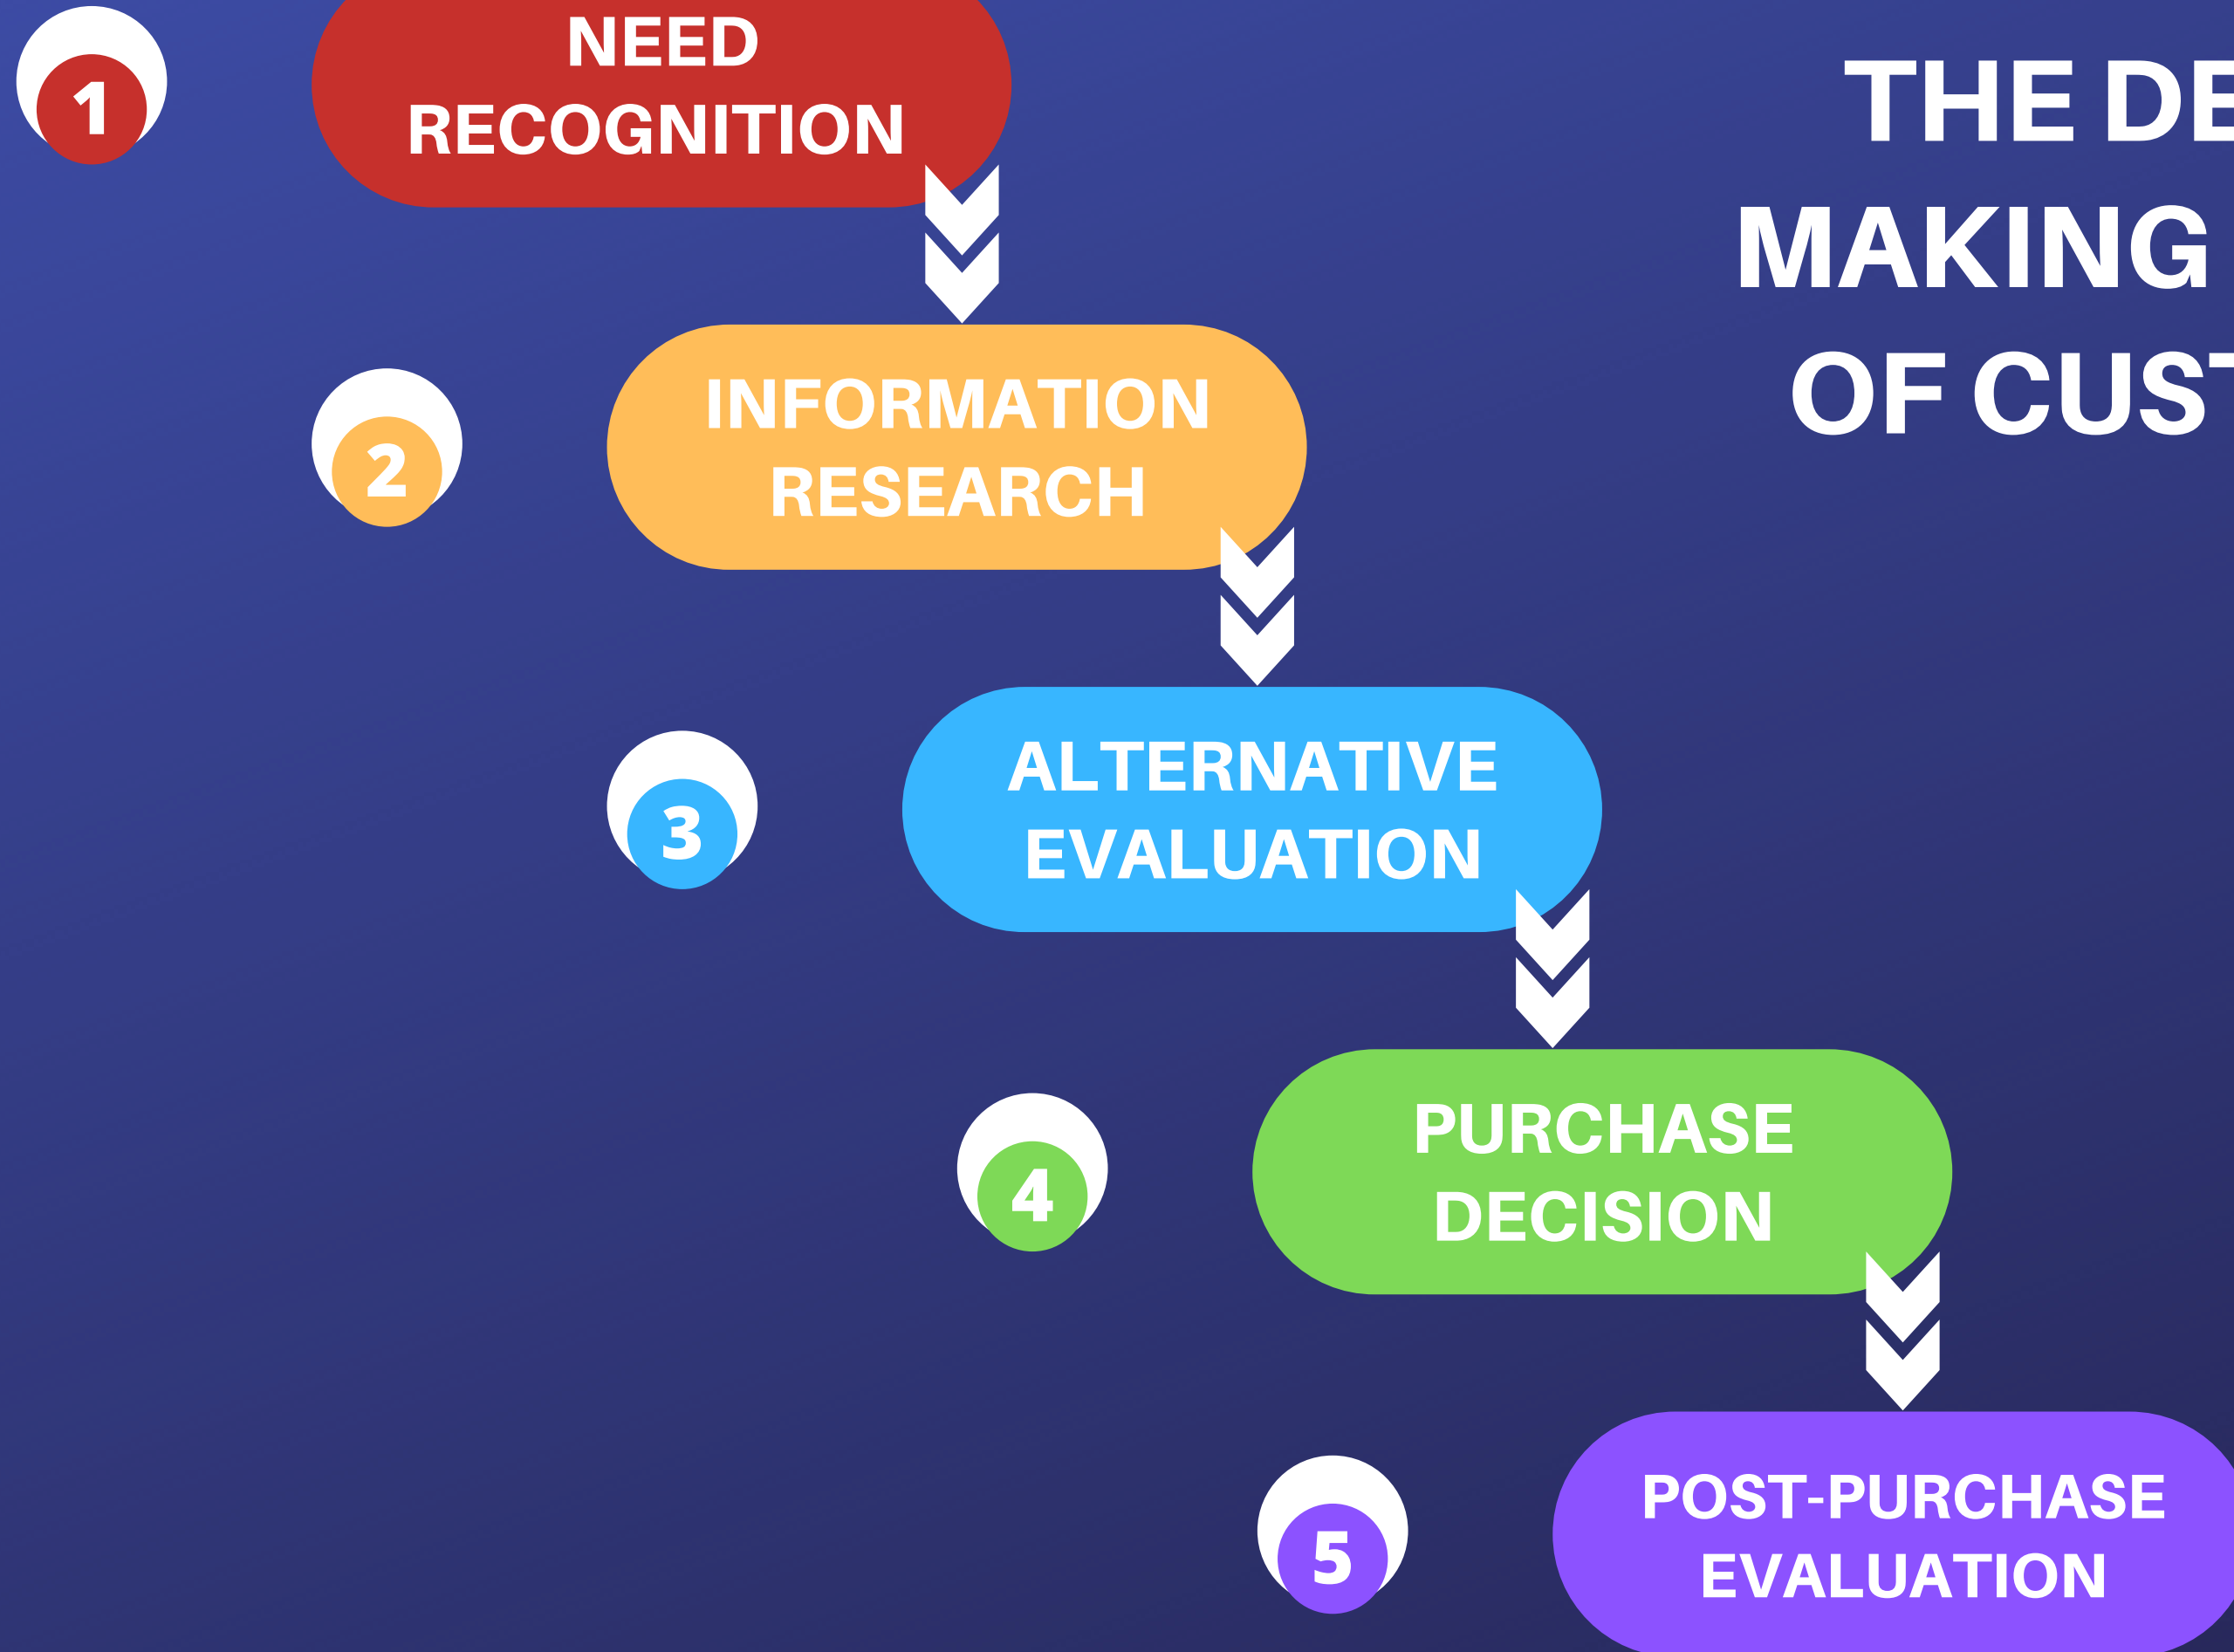 1
NEED
RECOGNITION
THE DE
MAKING
OF CUST
2
INFORMATION
RESEARCH
3
ALTERNATIVE
EVALUATION
4
PURCHASE
DECISION
5
POST-PURCHASE
EVALUATION